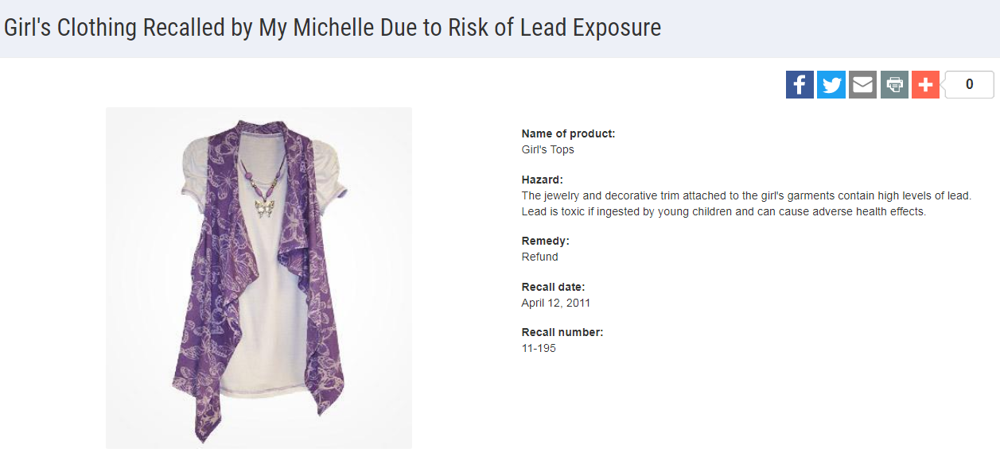 Girl's Clothing Recalled by My Michelle Due to Risk of Lead Exposure
0
Name of product:
Girl's Tops
Hazard:
The jewelry and decorative trim attached to the girl's garments contain high levels of lead.
Lead is toxic if ingested by young children and can cause adverse health effects.
Remedy:
Refund
Recall date:
April 12, 2011
Recall number:
11-195